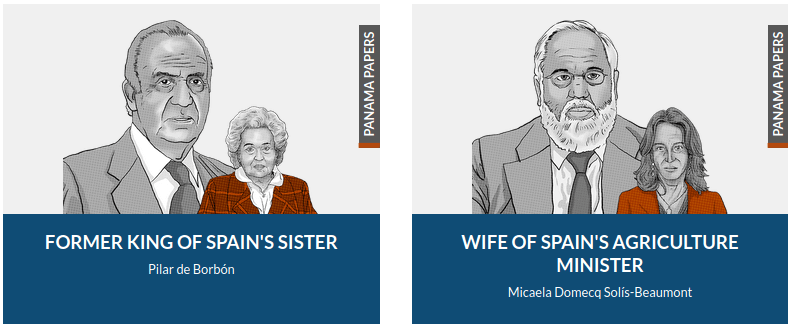 PANAMA PAPERS
FORMER KING OF SPAIN'S SISTER
Pilar de Borbón
PANAMA PAPERS
WIFE OF SPAIN'S AGRICULTURE
MINISTER
Micaela Domecq Solís-Beaumont